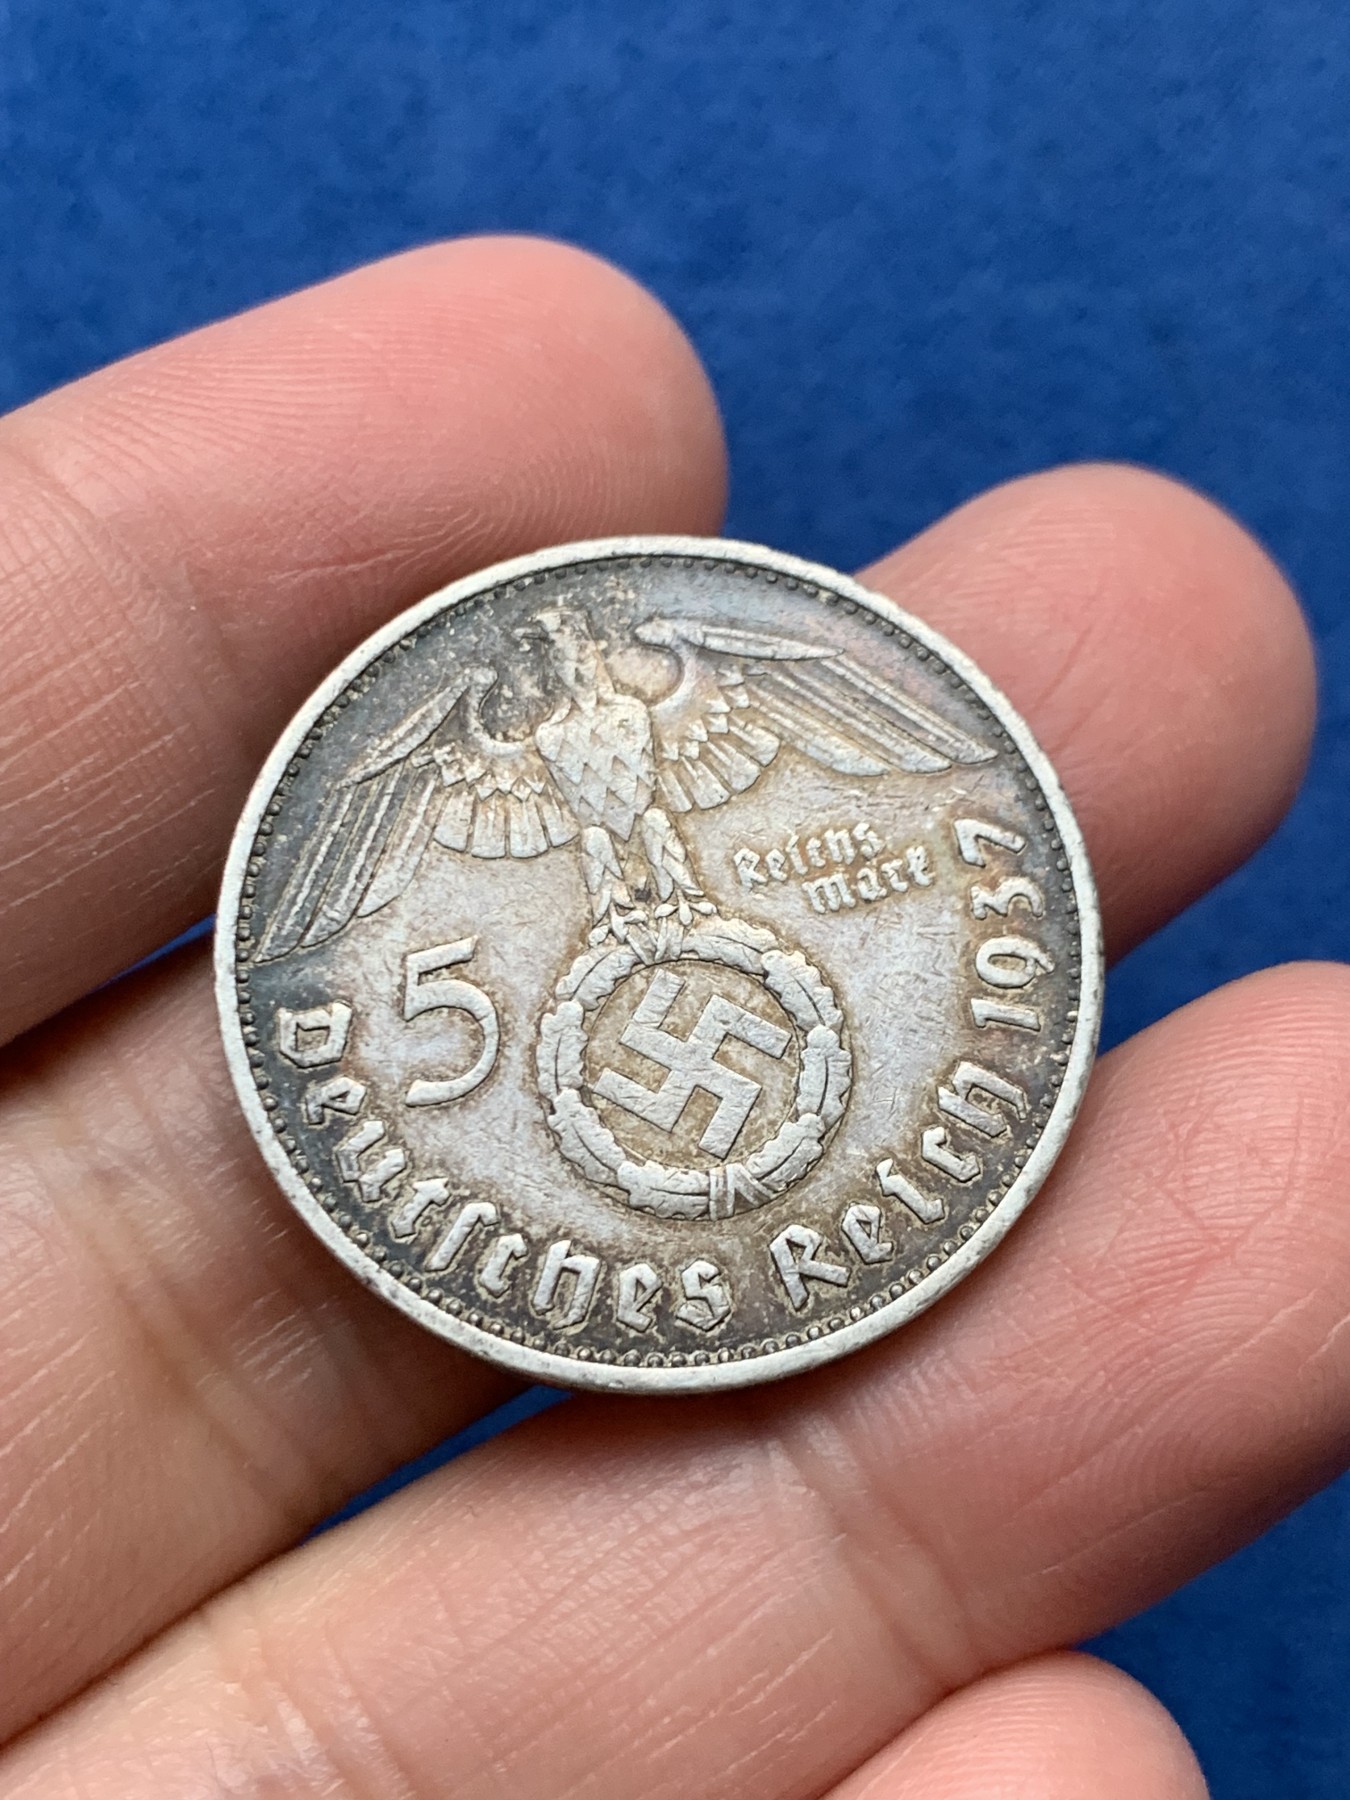 5
Reichs
mark
Deutsches Reich 1937